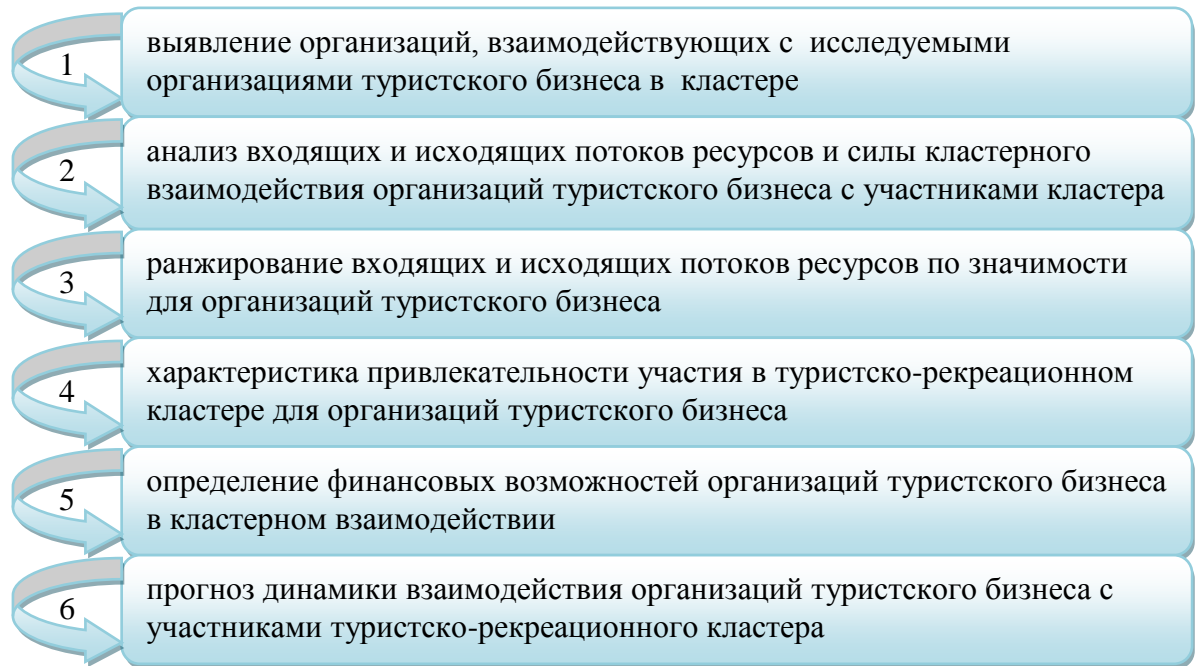 1
выявление организаций, взаимодействующих с исследуемыми
организациями туристского бизнеса в кластере
2
анализ входящих и исходящих потоков ресурсов и силы кластерного
взаимодействия организаций туристского бизнеса с участниками кластера
3
ранжирование входящих и исходящих потоков ресурсов по значимости
для организаций туристского бизнеса
4
характеристика привлекательности участия в туристско-рекреационном
кластере для организаций туристского бизнеса
5
определение финансовых возможностей организаций туристского бизнеса
в кластерном взаимодействии
6
прогноз динамики взаимодействия организаций туристского бизнеса с
участниками туристско-рекреационного кластера